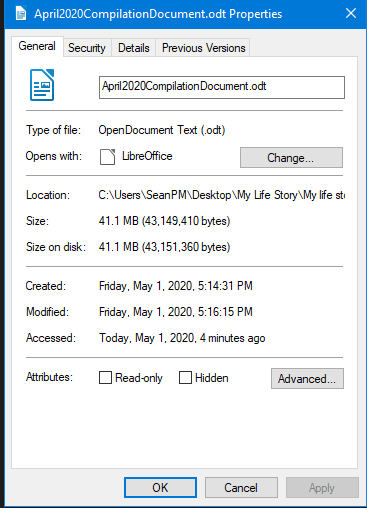 April2020CompilationDocument.odt Properties
General Security Details Previous Versions
April2020CompilationDocument.odt
Type of file: OpenDocument Text (.odt)
Opens with: LibreOffice Change...
Location: C:\Users\SeanPM\Desktop\My Life Story\My life sto
Size: 41.1 MB (43,149,410 bytes)
Size on disk: 41.1 MB (43,151,360 bytes)
Created: Friday, May 1, 2020, 5:14:31 PM
Modified: Friday, May 1, 2020, 5:16:15 PM
Accessed: Today, May 1, 2020, 4 minutes ago
Attributes: Read-only Hidden Advanced...
OK Cancel Apply